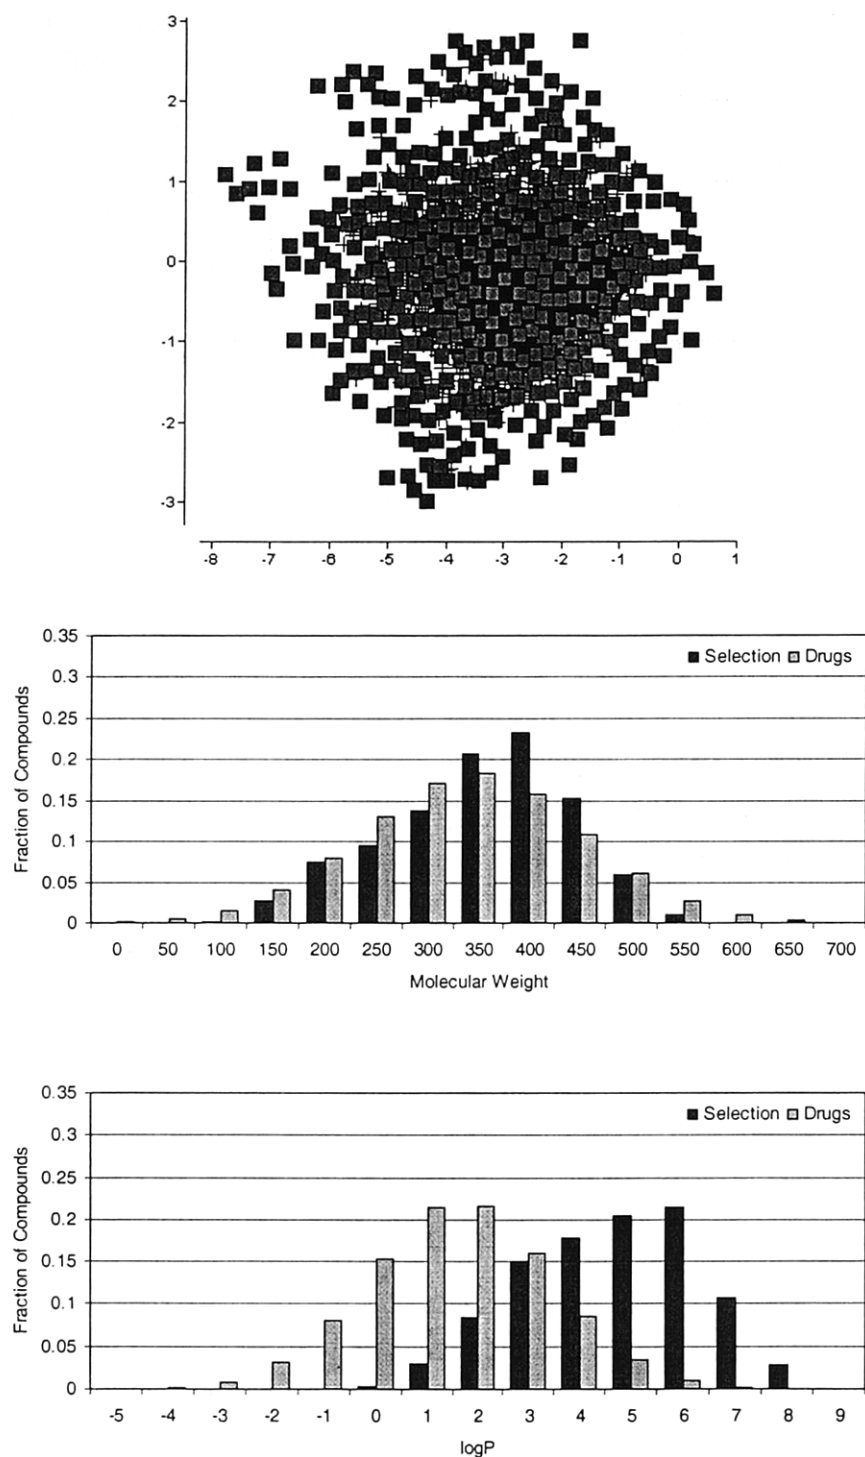 3
2
1
0
-1
-2
-3
-8 -7 -6 -5 -4 -3 -2 -1 0 1
0.35
0.3
0.25
0.2
0.15
0.1
0.05
0
Fraction of Compounds
Selection Drugs
0 50 100 150 200 250 300 350 400 450 500 550 600 650 700
Molecular Weight
0.35
0.3
0.25
0.2
0.15
0.1
0.05
0
Fraction of Compounds
Selection Drugs
-5 -4 -3 -2 -1 0 1 2 3 4 5 6 7 8 9
logP